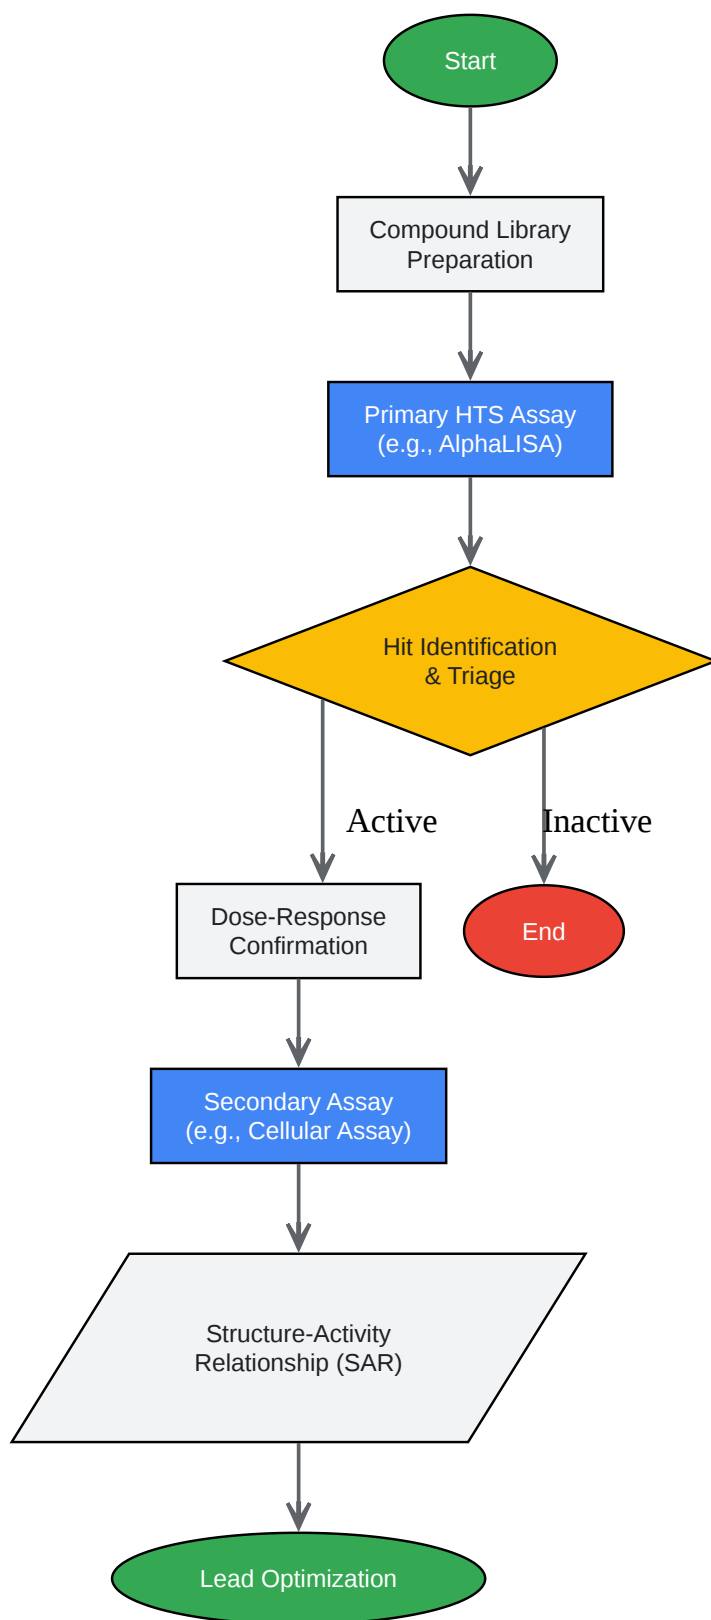 Start
Compound Library
Preparation
Primary HTS Assay
(e.g., AlphaLISA)
Hit Identification
& Triage
Active
Inactive
Dose-Response
Confirmation
End
Secondary Assay
(e.g., Cellular Assay)
Structure-Activity
Relationship (SAR)
Lead Optimization